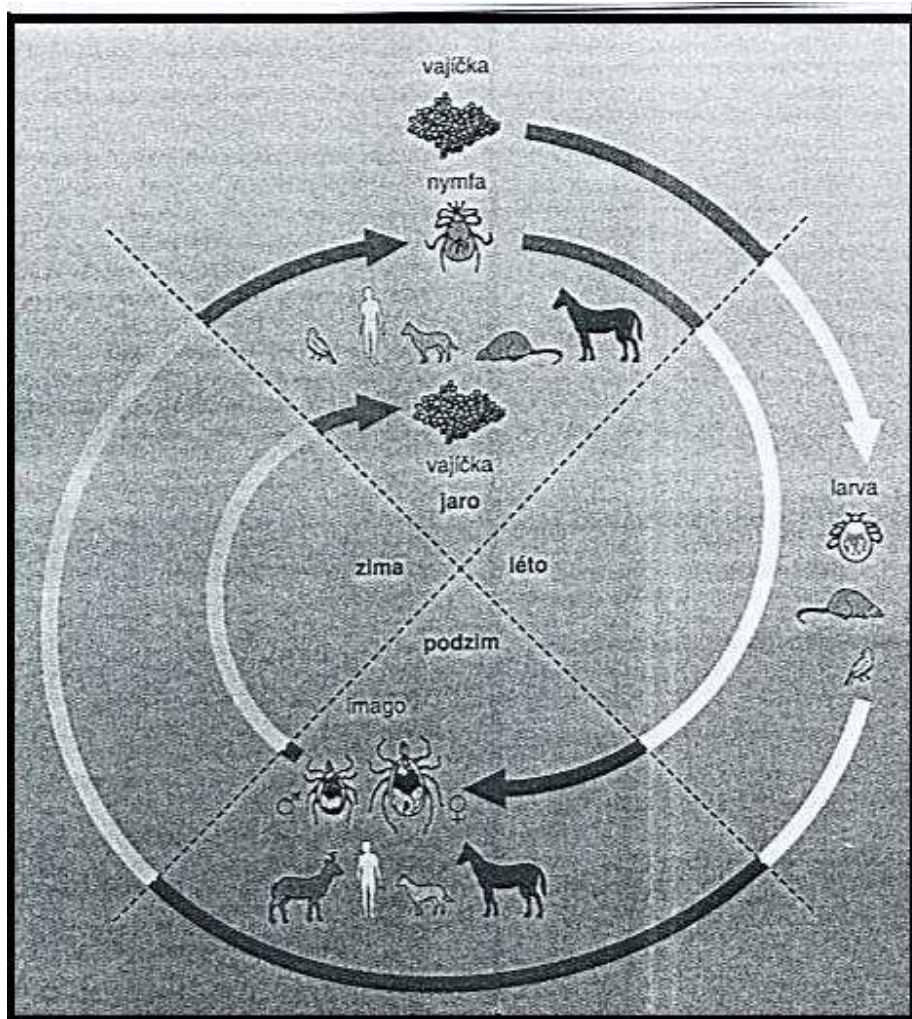 vajíčka
nymfa
vajíčka
jaro
larva
zima
léto
podzim
imago
♂
♀